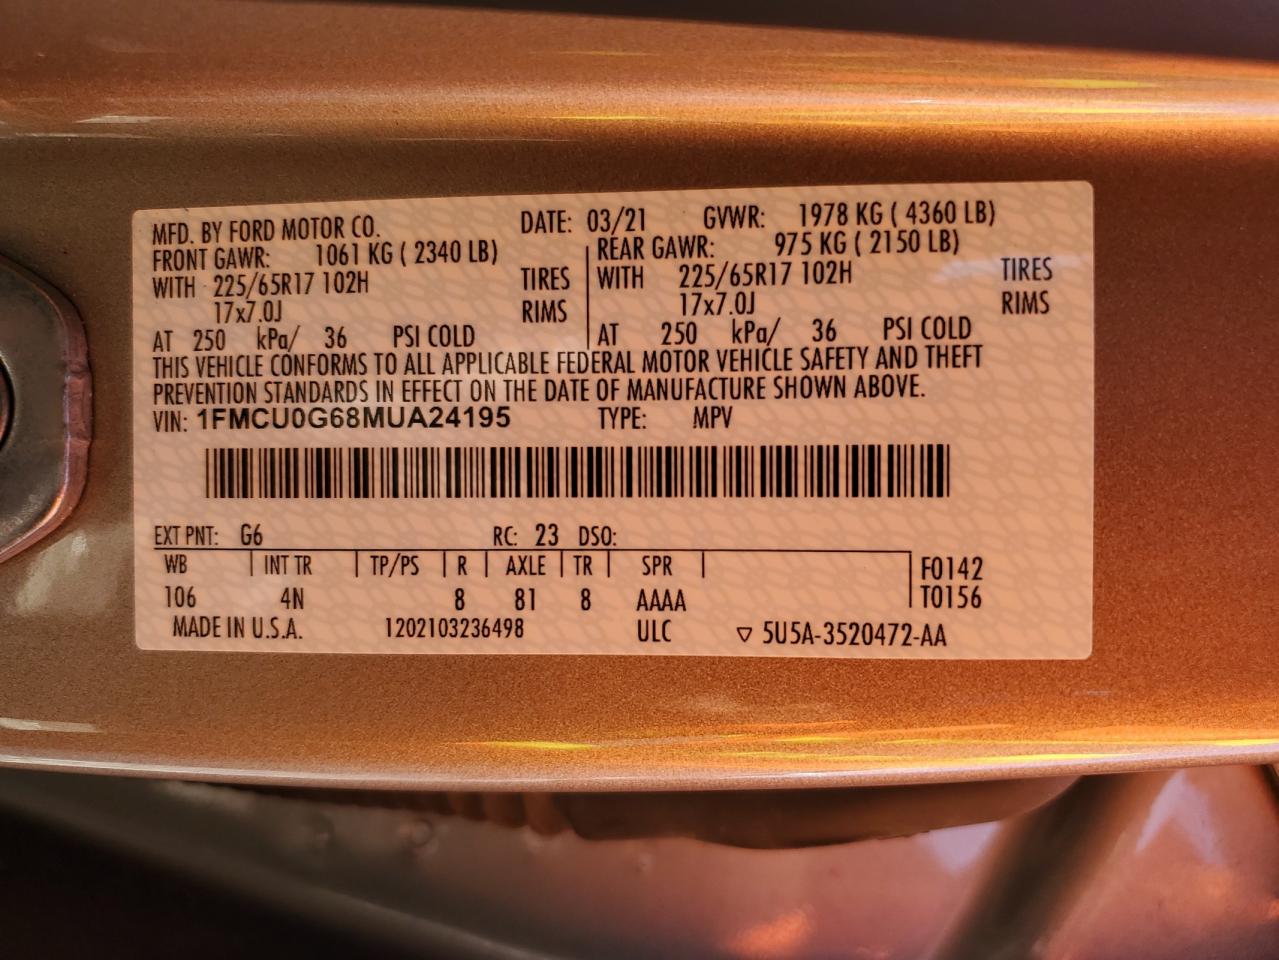 MFD. BY FORD MOTOR CO. DATE: 03/21 GVWR: 1978 KG ( 4360 LB)
FRONT GAWR: 1061 KG ( 2340 LB) REAR GAWR: 975 KG ( 2150 LB)
WITH 225/65R17 102H TIRES WITH 225/65R17 102H TIRES
17x7.0J RIMS 17x7.0J RIMS
AT 250 kPa/ 36 PSI COLD AT 250 kPa/ 36 PSI COLD
THIS VEHICLE CONFORMS TO ALL APPLICABLE FEDERAL MOTOR VEHICLE SAFETY AND THEFT
PREVENTION STANDARDS IN EFFECT ON THE DATE OF MANUFACTURE SHOWN ABOVE.
VIN: 1FMCU0G68MUA24195 TYPE: MPV
EXT PNT: G6 RC: 23 DSO:
WB INT TR TP/PS R AXLE TR SPR F0142
106 4N 8 81 8 AAAA T0156
MADE IN U.S.A. 1202103236498 ULC ▽ 5U5A-3520472-AA